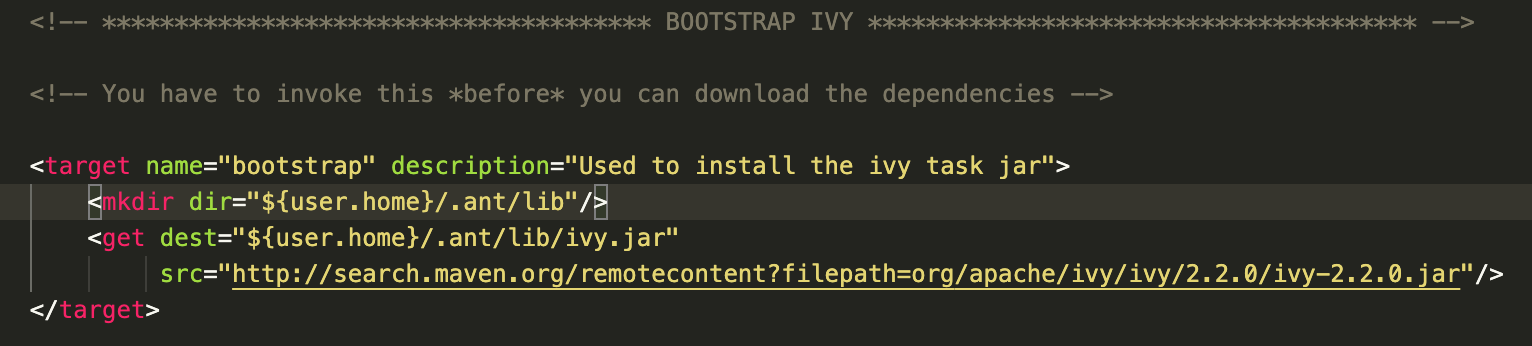 <!-- ************************************** BOOTSTRAP IVY ************************************** -->
<!-- You have to invoke this *before* you can download the dependencies -->
<target name="bootstrap" description="Used to install the ivy task jar">
<mkdir dir="${user.home}/.ant/lib"/>
<get dest="${user.home}/.ant/lib/ivy.jar"
src="http://search.maven.org/remotecontent?filepath=org/apache/ivy/ivy/2.2.0/ivy-2.2.0.jar"/>
</target>